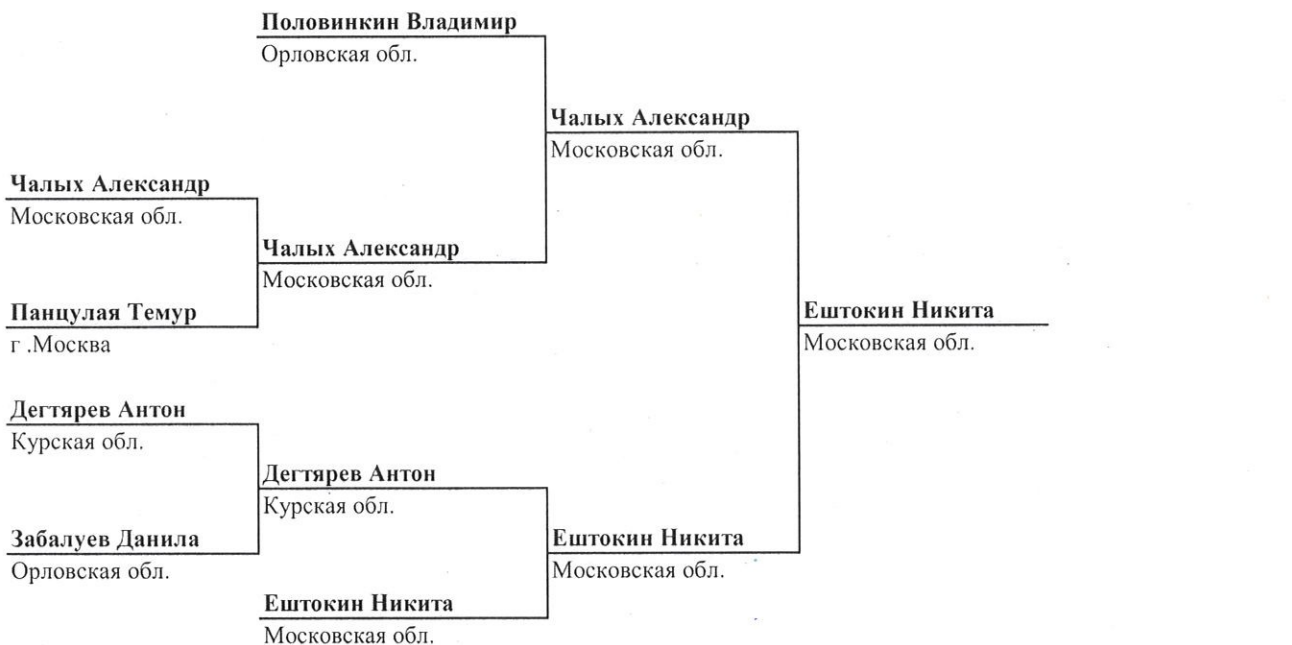 Половинкин Владимир
Орловская обл.
Чалых Александр
Московская обл.
Чалых Александр
Московская обл.
Чалых Александр
Московская обл.
Панцулая Темур
г .Москва
Ештокин Никита
Московская обл.
Дегтярев Антон
Курская обл.
Дегтярев Антон
Курская обл.
Забалуев Данила
Орловская обл.
Ештокин Никита
Московская обл.
Ештокин Никита
Московская обл.